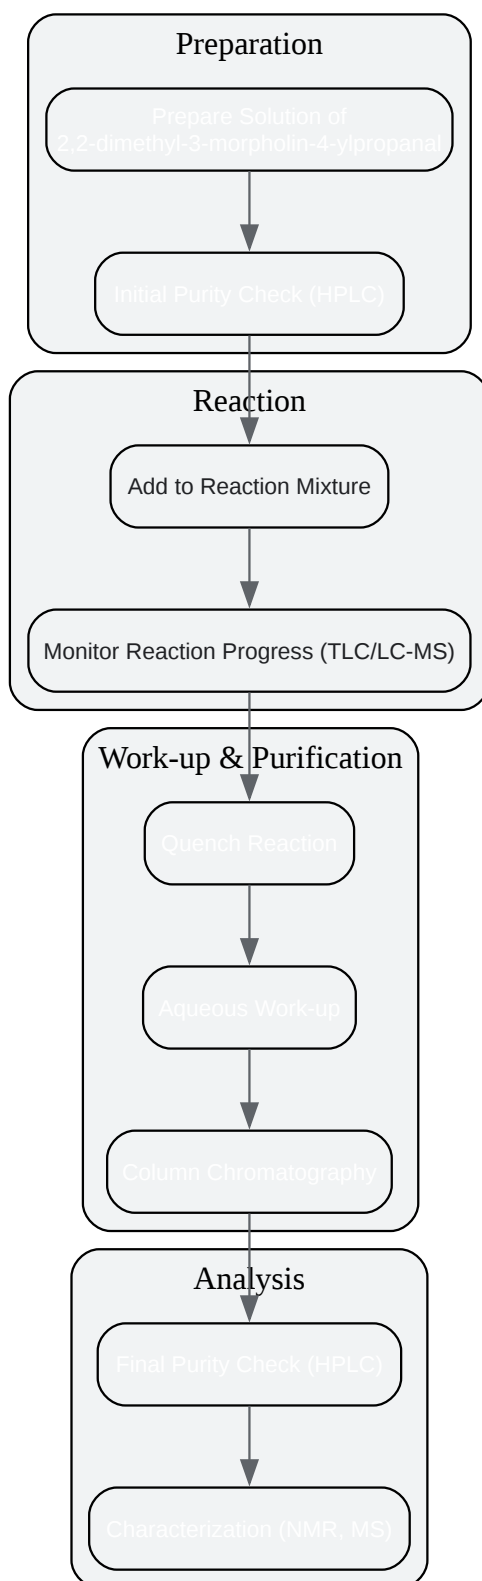 Preparation
Prepare Solution of
2,2-dimethyl-3-morpholin-4-ylpropanal
Initial Purity Check (HPLC)
Reaction
Add to Reaction Mixture
Monitor Reaction Progress (TLC/LC-MS)
Work-up & Purification
Quench Reaction
Aqueous Work-up
Column Chromatography
Analysis
Final Purity Check (HPLC)
Characterization (NMR, MS)